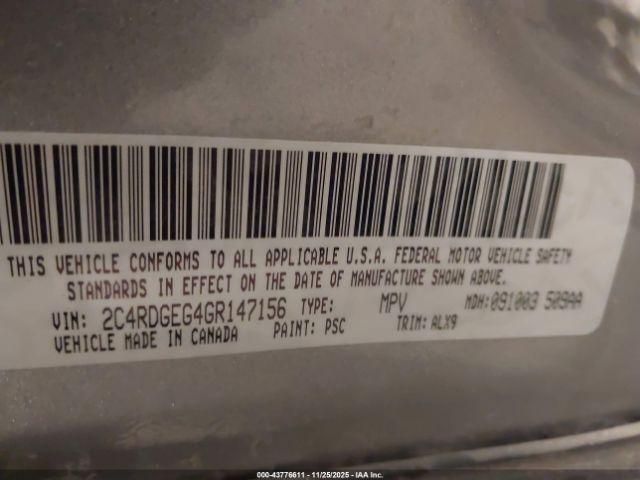 THIS VEHICLE CONFORMS TO ALL APPLICABLE U.S.A. FEDERAL MOTOR VEHICLE SAFETY
STANDARDS IN EFFECT ON THE DATE OF MANUFACTURE SHOWN ABOVE.
VIN: 2C4RDGEG4GR147156 TYPE: MPV MDH:091003 509AA
VEHICLE MADE IN CANADA PAINT: PSC TRIM: ALX9
(00-43776611 - 11/25/2025 - IAA Inc.